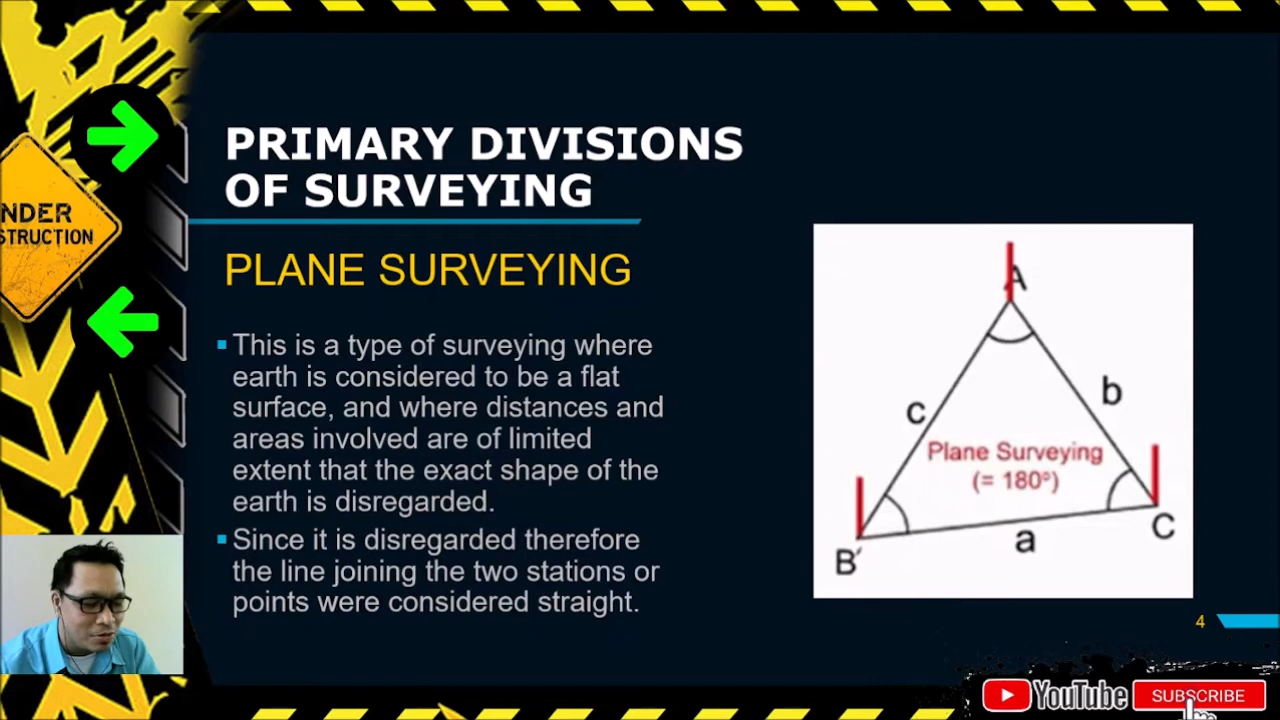 PRIMARY DIVISIONS
OF SURVEYING
NDER
STRUCTION
PLANE SURVEYING
This is a type of surveying where
earth is considered to be a flat
surface, and where distances and
areas involved are of limited
extent that the exact shape of the
earth is disregarded.
Since it is disregarded therefore
the line joining the two stations or
points were considered straight.
A
b
c
Plane Surveying
(= 180°)
B'
a
C
4
YouTube
SUBSCRIBE